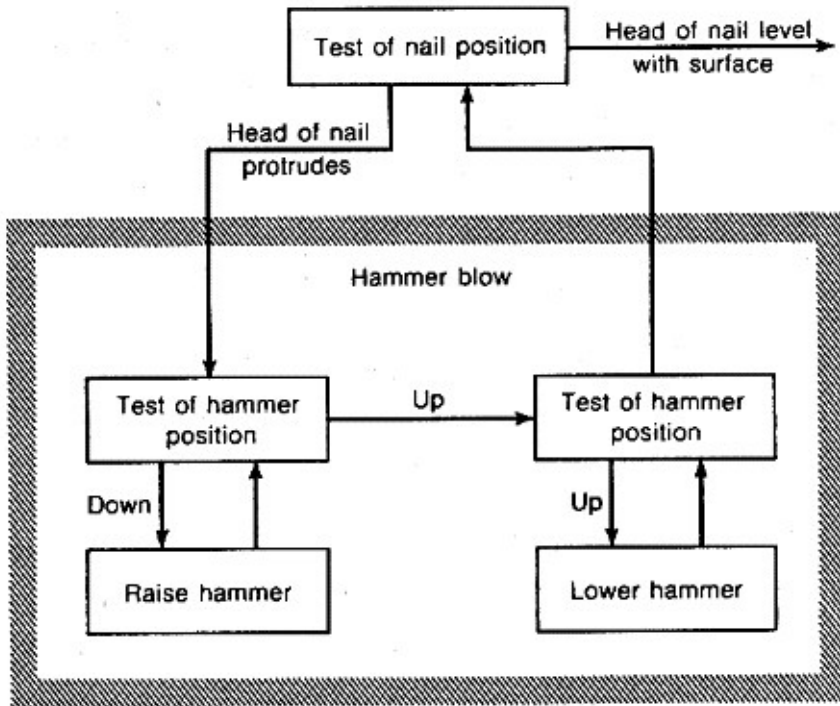 Test of nail position
Head of nail level
with surface
Head of nail
protrudes
Hammer blow
Test of hammer
position
Up
Test of hammer
position
Down
Up
Raise hammer
Lower hammer